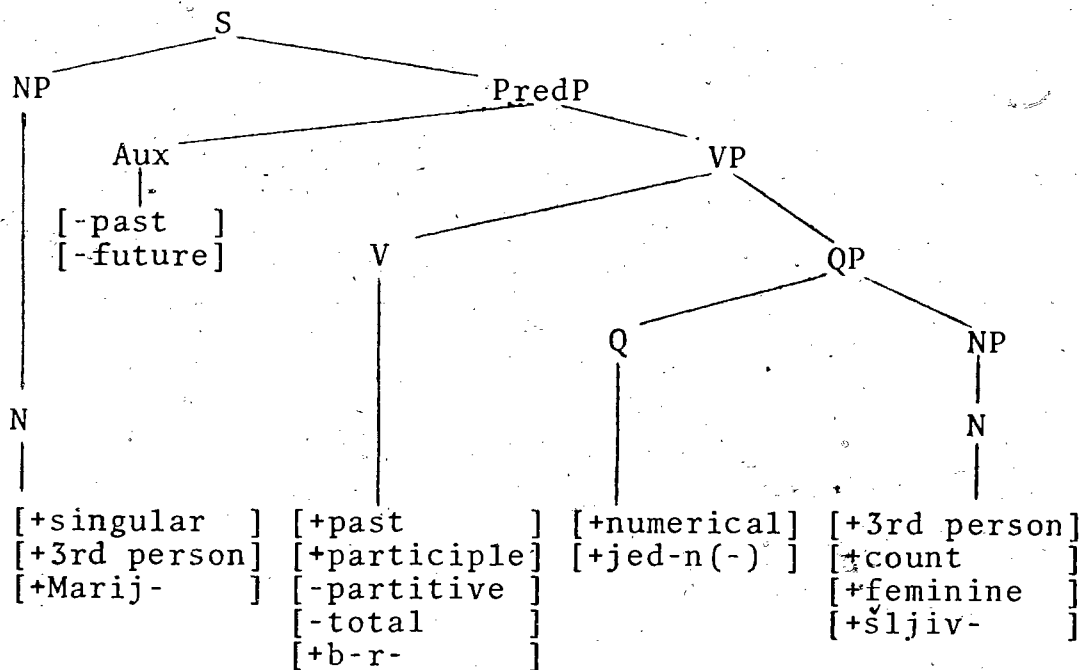 S
NP PredP
Aux VP
[-past ]
[-future]
V QP
Q NP
N N
[+singular ] [+past ] [+numerical] [+3rd person]
[+3rd person] [+participle] [+jed-n(-) ] [+count ]
[+Marij- ] [-partitive ] [+feminine ]
[-total ] [+šljiv- ]
[+b-r- ]